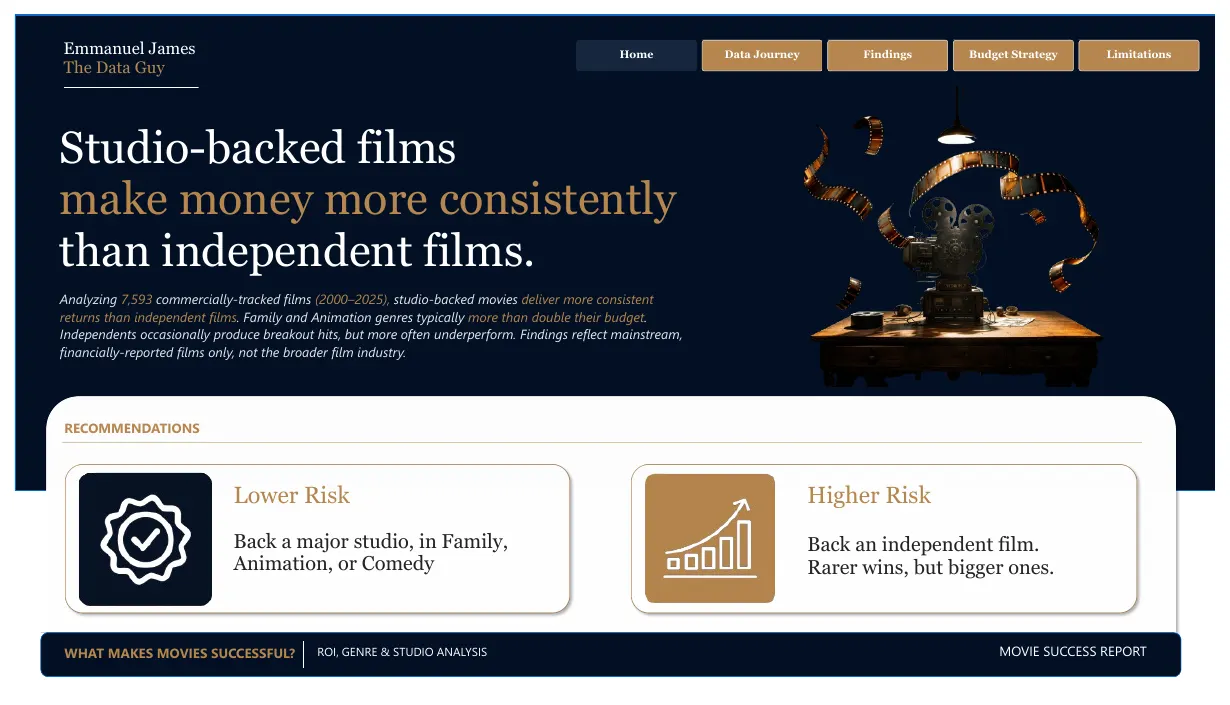 Emmanuel James
The Data Guy
Home
Data Journey
Findings
Budget Strategy
Limitations
Studio-backed films
make money more consistently
than independent films.
Analyzing 7,593 commercially-tracked films (2000–2025), studio-backed movies deliver more consistent
returns than independent films. Family and Animation genres typically more than double their budget.
Independents occasionally produce breakout hits, but more often underperform. Findings reflect mainstream,
financially-reported films only, not the broader film industry.
RECOMMENDATIONS
Lower Risk
Back a major studio, in Family,
Animation, or Comedy
Higher Risk
Back an independent film.
Rarer wins, but bigger ones.
WHAT MAKES MOVIES SUCCESSFUL?
ROI, GENRE & STUDIO ANALYSIS
MOVIE SUCCESS REPORT